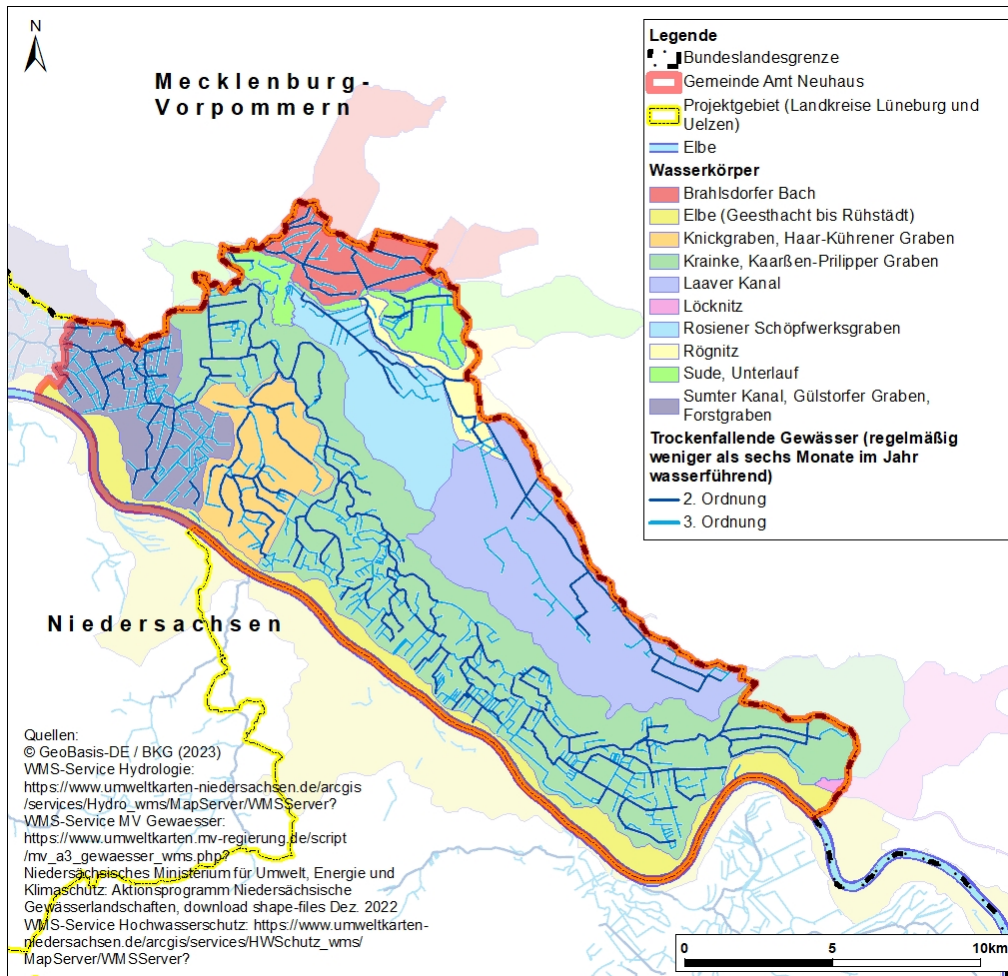 N
Mecklenburg-
Vorpommern
Niedersachsen
Legende
Bundeslandesgrenze
Gemeinde Amt Neuhaus
Projektgebiet (Landkreise Lüneburg und
Uelzen)
Elbe
Wasserkörper
Brahlsdorfer Bach
Elbe (Geesthacht bis Rühstädt)
Knickgraben, Haar-Kührener Graben
Krainke, Kaarßen-Prilipper Graben
Laaver Kanal
Löcknitz
Rosiener Schöpfwerksgraben
Rögnitz
Sude, Unterlauf
Sumter Kanal, Gülstorfer Graben,
Forstgraben
Trockenfallende Gewässer (regelmäßig
weniger als sechs Monate im Jahr
wasserführend)
2. Ordnung
3. Ordnung
Quellen:
© GeoBasis-DE / BKG (2023)
WMS-Service Hydrologie:
https://www.umweltkarten-niedersachsen.de/arcgis
/services/Hydro_wms/MapServer/WMSServer?
WMS-Service MV Gewaesser:
https://www.umweltkarten.mv-regierung.de/script
/mv_a3_gewaesser_wms.php?
Niedersächsisches Ministerium für Umwelt, Energie und
Klimaschutz: Aktionsprogramm Niedersächsische
Gewässerlandschaften, download shape-files Dez. 2022
WMS-Service Hochwasserschutz: https://www.umweltkarten-
niedersachsen.de/arcgis/services/HWSchutz_wms/
MapServer/WMSServer?
0 5 10km